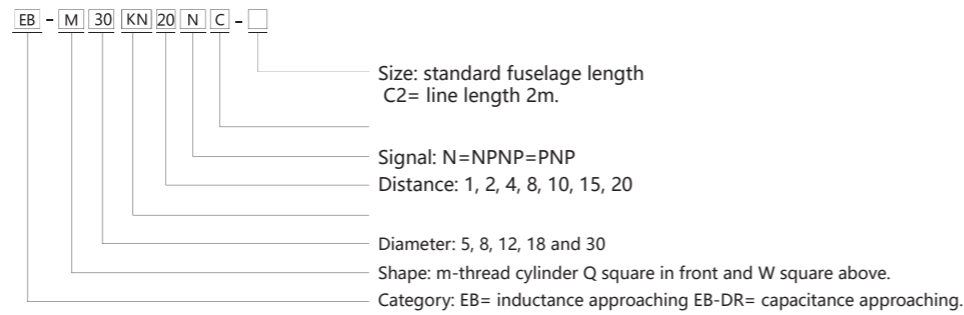 EB - M 30 KN 20 N C -
Size: standard fuselage length
C2= line length 2m.
Signal: N=NPNP=PNP
Distance: 1, 2, 4, 8, 10, 15, 20
Diameter: 5, 8, 12, 18 and 30
Shape: m-thread cylinder Q square in front and W square above.
Category: EB= inductance approaching EB-DR= capacitance approaching.